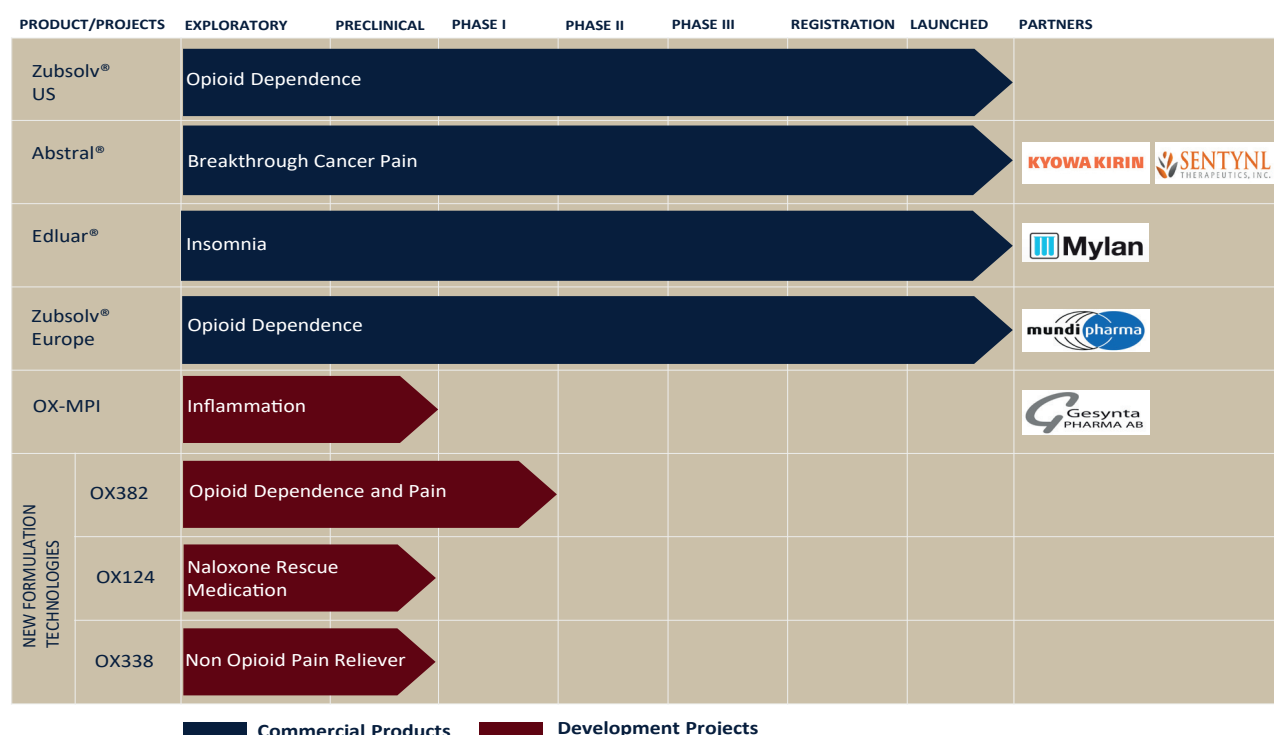 PRODUCT/PROJECTS EXPLORATORY PRECLINICAL PHASE I PHASE II PHASE III REGISTRATION LAUNCHED PARTNERS
Zubsolv®
US
Opioid Dependence
Abstral®
Breakthrough Cancer Pain
KYOWA KIRIN
SENTYNL
THERAPEUTICS, INC.
Edluar®
Insomnia
Mylan
Zubsolv®
Europe
Opioid Dependence
mundipharma
OX-MPI
Inflammation
Gesynta
PHARMA AB
NEW FORMULATION
TECHNOLOGIES
OX382
Opioid Dependence and Pain
OX124
Naloxone Rescue
Medication
OX338
Non Opioid Pain Reliever
Commercial Products
Development Projects